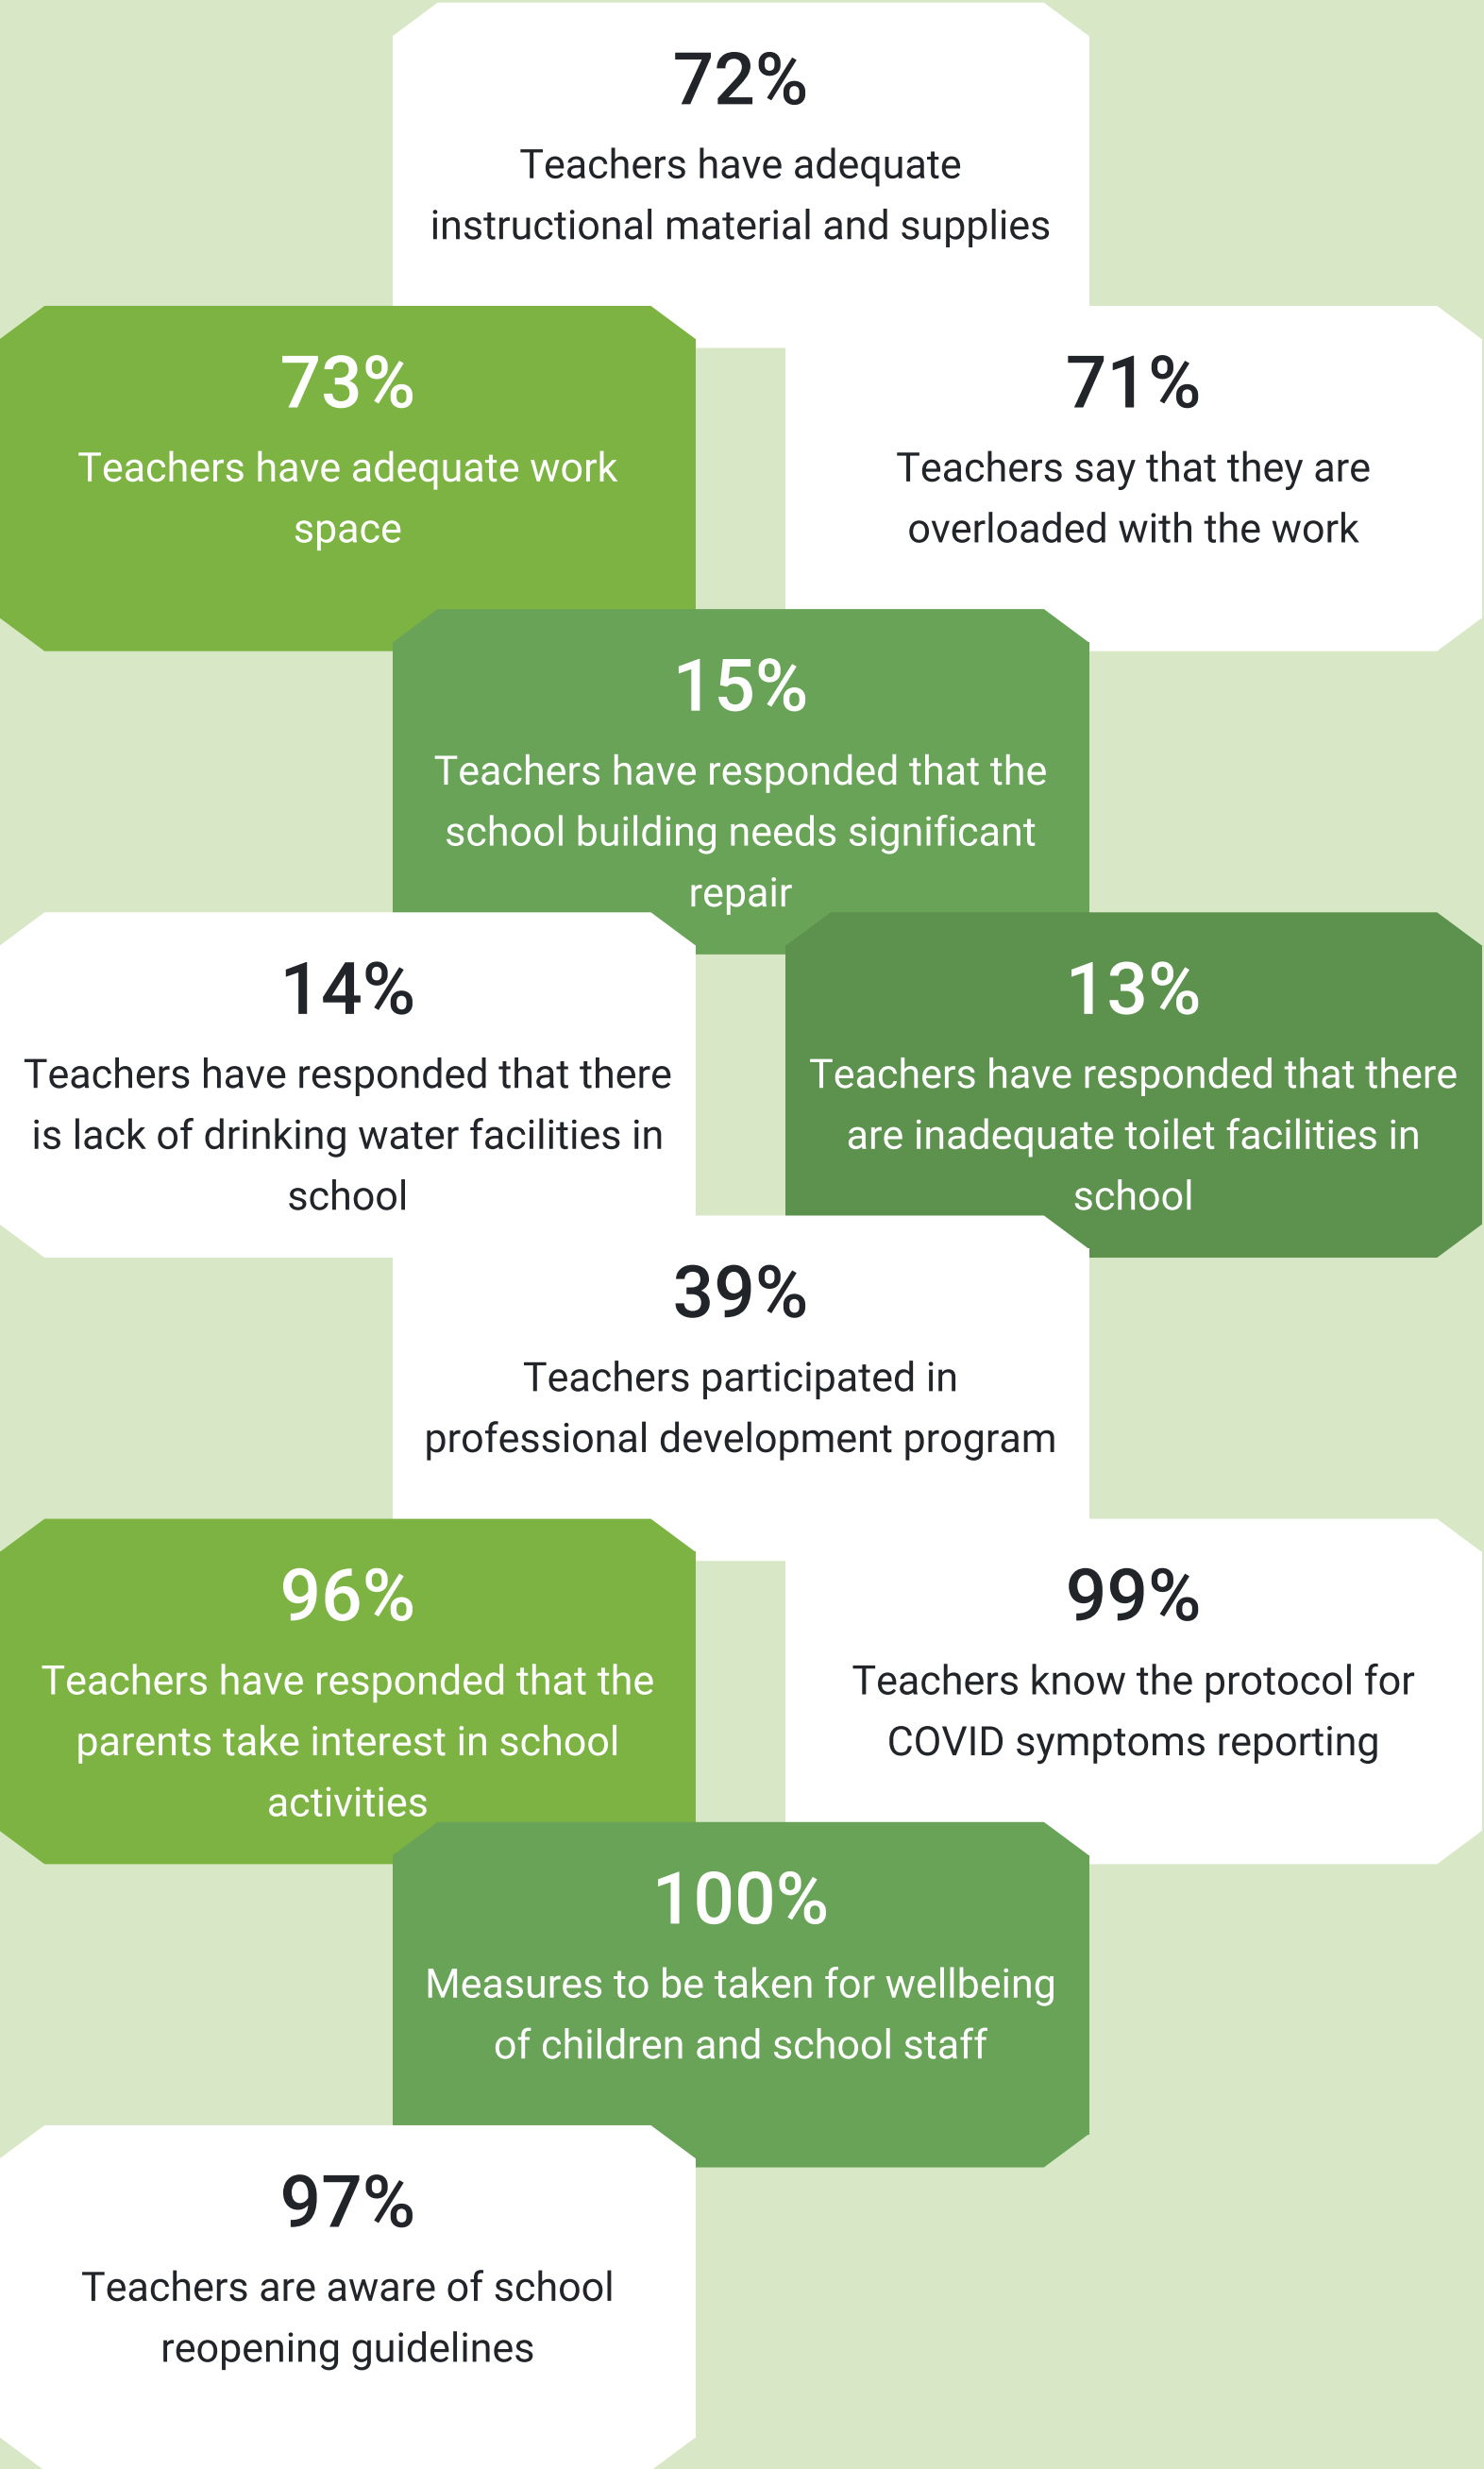 72%
Teachers have adequate
instructional material and supplies
73%
Teachers have adequate work
space
71%
Teachers say that they are
overloaded with the work
15%
Teachers have responded that the
school building needs significant
repair
14%
Teachers have responded that there
is lack of drinking water facilities in
school
13%
Teachers have responded that there
are inadequate toilet facilities in
school
39%
Teachers participated in
professional development program
96%
Teachers have responded that the
parents take interest in school
activities
99%
Teachers know the protocol for
COVID symptoms reporting
100%
Measures to be taken for wellbeing
of children and school staff
97%
Teachers are aware of school
reopening guidelines